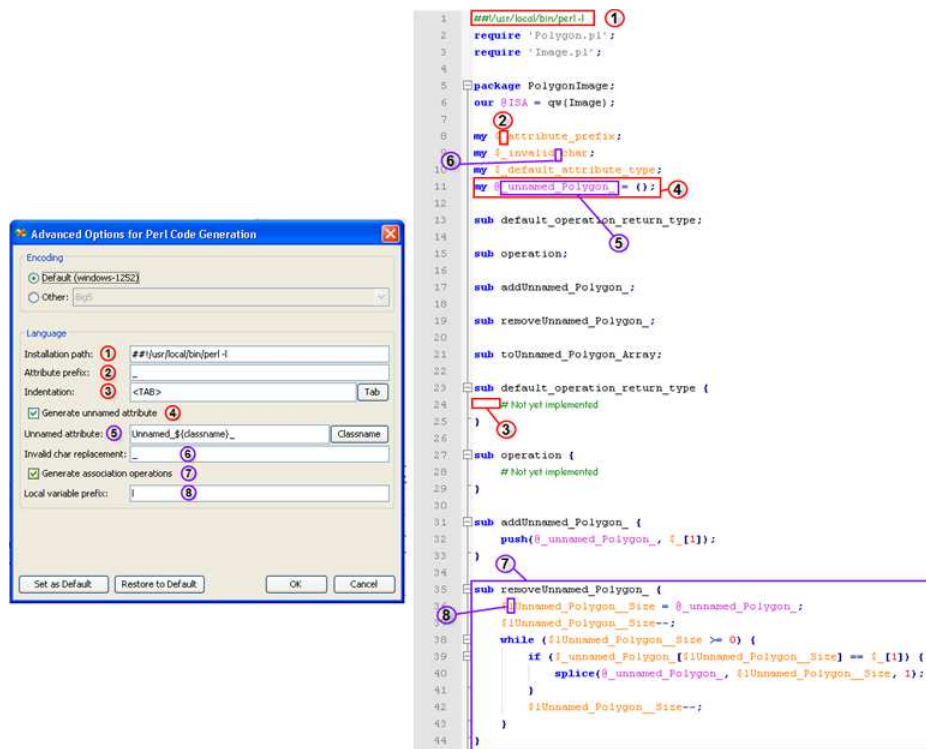 Advanced Options for Perl Code Generation
Encoding
Default (windows-1252)
Other: Big5
Language
Installation path: 1 ##!/usr/local/bin/perl -l
Attribute prefix: 2 _
Indentation: 3 <TAB> Tab
Generate unnamed attribute 4
Unnamed attribute: 5 Unnamed_${classname}_ Classname
Invalid char replacement: _ 6
Generate association operations 7
Local variable prefix: l 8
Set as Default Restore to Default OK Cancel
1 ##!/usr/local/bin/perl -l 1
2 require 'Polygon.pl';
3 require 'Image.pl';
4
5 package PolygonImage;
6 our @ISA = qw(Image);
7 2
8 my $_attribute_prefix;
9 my $_invalid_char; 6
10 my $_default_attribute_type;
11 my @_unnamed_Polygon_ = (); 4
12
13 sub default_operation_return_type;
14 5
15 sub operation;
16
17 sub addUnnamed_Polygon_;
18
19 sub removeUnnamed_Polygon_;
20
21 sub toUnnamed_Polygon_Array;
22
23 sub default_operation_return_type {
24 # Not yet implemented
25 } 3
26
27 sub operation {
28 # Not yet implemented
29 }
30
31 sub addUnnamed_Polygon_ {
32 push(@_unnamed_Polygon_, $_[1]);
33 }
34 7
35 sub removeUnnamed_Polygon_ {
36 $lUnnamed_Polygon__Size = @_unnamed_Polygon_; 8
37 $lUnnamed_Polygon__Size--;
38 while ($lUnnamed_Polygon__Size >= 0) {
39 if ($_unnamed_Polygon_[$lUnnamed_Polygon__Size] == $_[1]) {
40 splice(@_unnamed_Polygon_, $lUnnamed_Polygon__Size, 1);
41 }
42 $lUnnamed_Polygon__Size--;
43 }
44 }